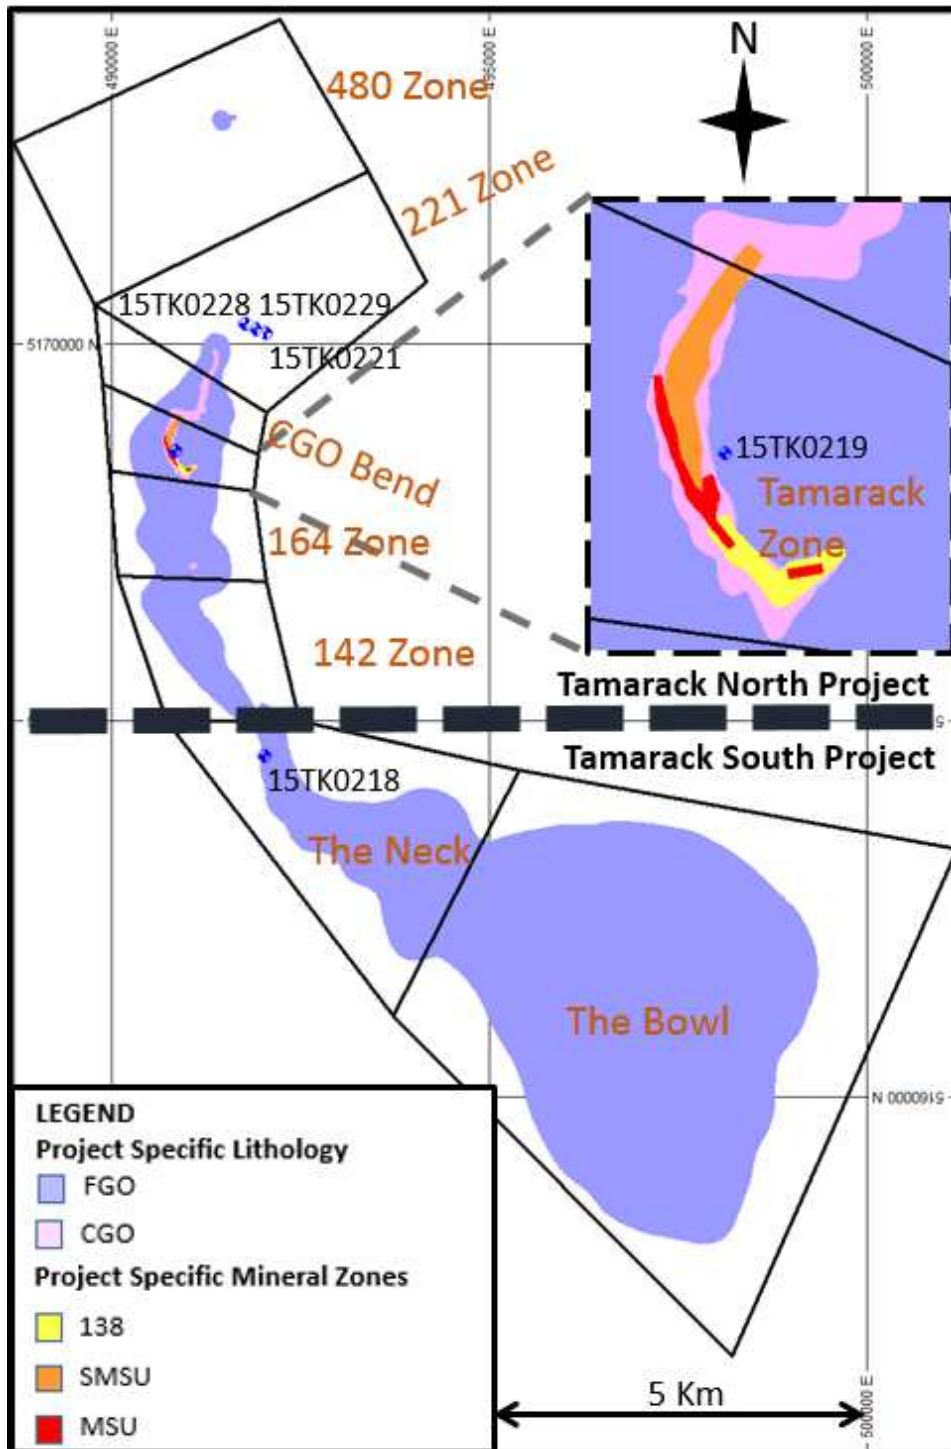 490000 E
495000 E
500000 E
N
480 Zone
221 Zone
15TK0228 15TK0229
5170000 N
15TK0221
CGO Bend
15TK0219
Tamarack
Zone
164 Zone
142 Zone
Tamarack North Project
Tamarack South Project
15TK0218
The Neck
The Bowl
5160000 N
LEGEND
Project Specific Lithology
FGO
CGO
Project Specific Mineral Zones
138
SMSU
MSU
5 Km
500000 E